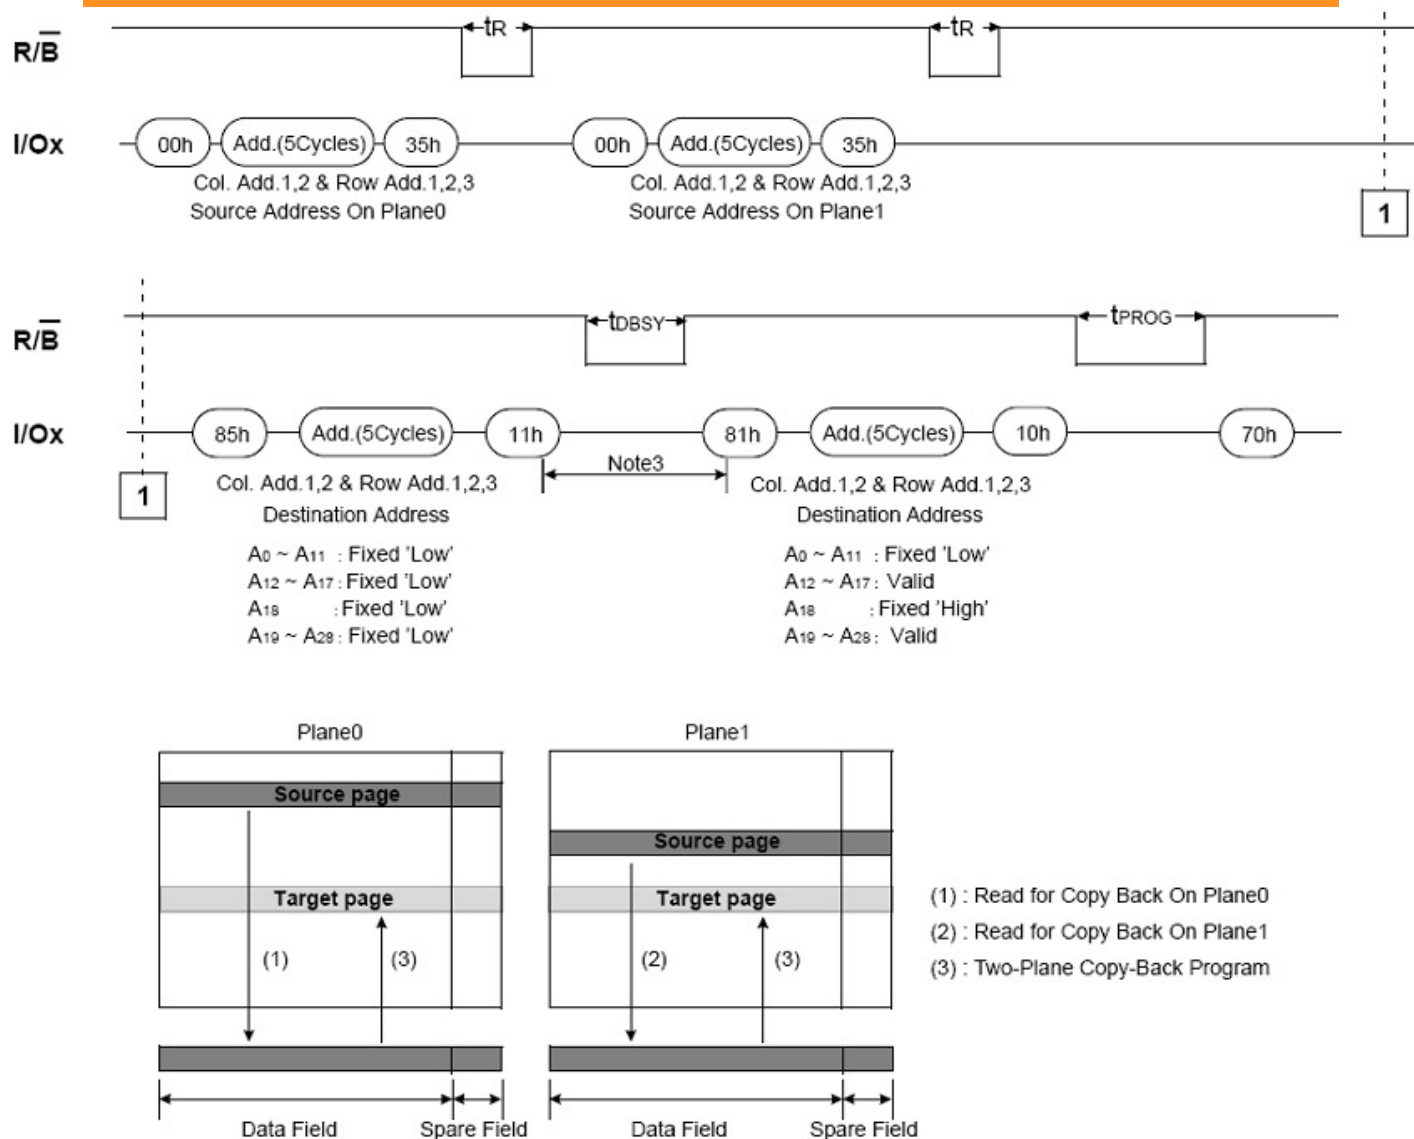 R/B
tR
tR
I/Ox
00h Add.(5Cycles) 35h 00h Add.(5Cycles) 35h
Col. Add.1,2 & Row Add.1,2,3 Col. Add.1,2 & Row Add.1,2,3
Source Address On Plane0 Source Address On Plane1
1
R/B
tDBSY
tPROG
I/Ox
85h Add.(5Cycles) 11h 81h Add.(5Cycles) 10h 70h
Note3
1
Col. Add.1,2 & Row Add.1,2,3 Col. Add.1,2 & Row Add.1,2,3
Destination Address Destination Address
A0 ~ A11 : Fixed 'Low' A0 ~ A11 : Fixed 'Low'
A12 ~ A17 : Fixed 'Low' A12 ~ A17 : Valid
A18 : Fixed 'Low' A18 : Fixed 'High'
A19 ~ A28 : Fixed 'Low' A19 ~ A28 : Valid
Plane0 Plane1
Source page
Source page
Target page Target page
(1) : Read for Copy Back On Plane0
(2) : Read for Copy Back On Plane1
(3) : Two-Plane Copy-Back Program
(1) (3) (2) (3)
Data Field Spare Field Data Field Spare Field